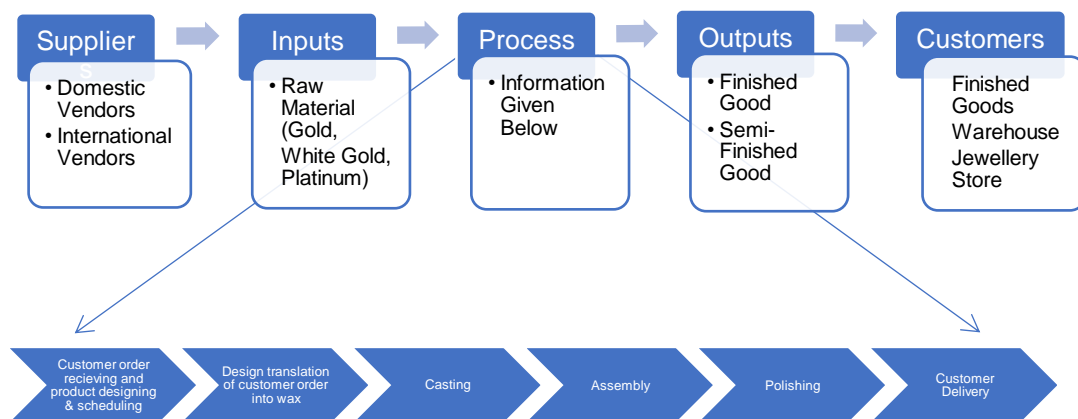 Suppliers
Inputs
Process
Outputs
Customers
• Domestic
Vendors
• International
Vendors
• Raw
Material
(Gold,
White Gold,
Platinum)
• Information
Given
Below
• Finished
Good
• Semi-
Finished
Good
Finished
Goods
Warehouse
Jewellery
Store
Customer order
recieving and
product designing
& scheduling
Design translation
of customer order
into wax
Casting
Assembly
Polishing
Customer
Delivery